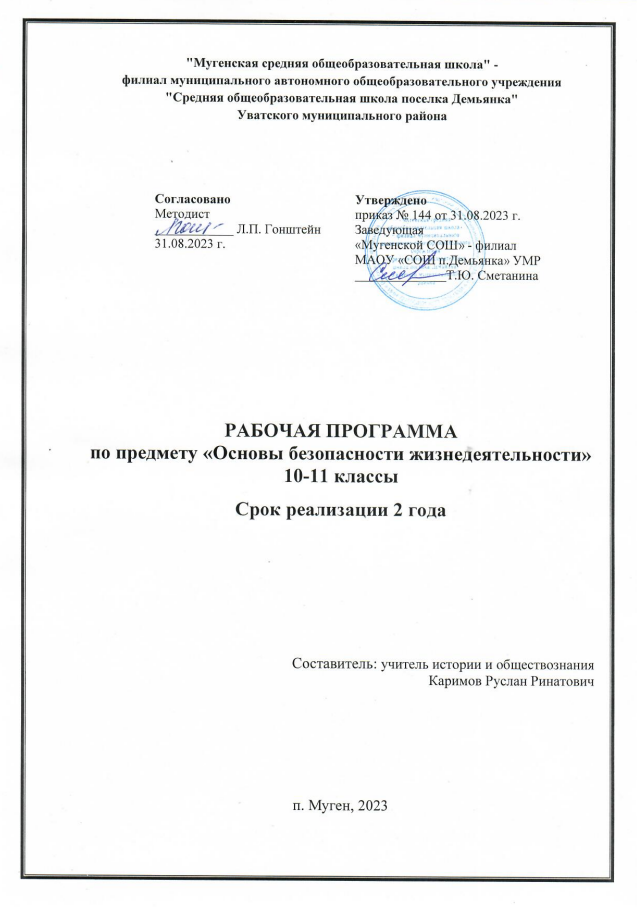 "Мугенская средняя общеобразовательная школа" -
филиал муниципального автономного общеобразовательного учреждения
"Средняя общеобразовательная школа поселка Демьянка"
Уватского муниципального района
Согласовано
Методист
____________ Л.П. Гонштейн
31.08.2023 г.
Утверждено
приказ № 144 от 31.08.2023 г.
Заведующая
«Мугенской СОШ» - филиал
МАОУ «СОШ п.Демьянка» УМР
______________Т.Ю. Сметанина
РАБОЧАЯ ПРОГРАММА
по предмету «Основы безопасности жизнедеятельности»
10-11 классы
Срок реализации 2 года
Составитель: учитель истории и обществознания
Каримов Руслан Ринатович
п. Муген, 2023